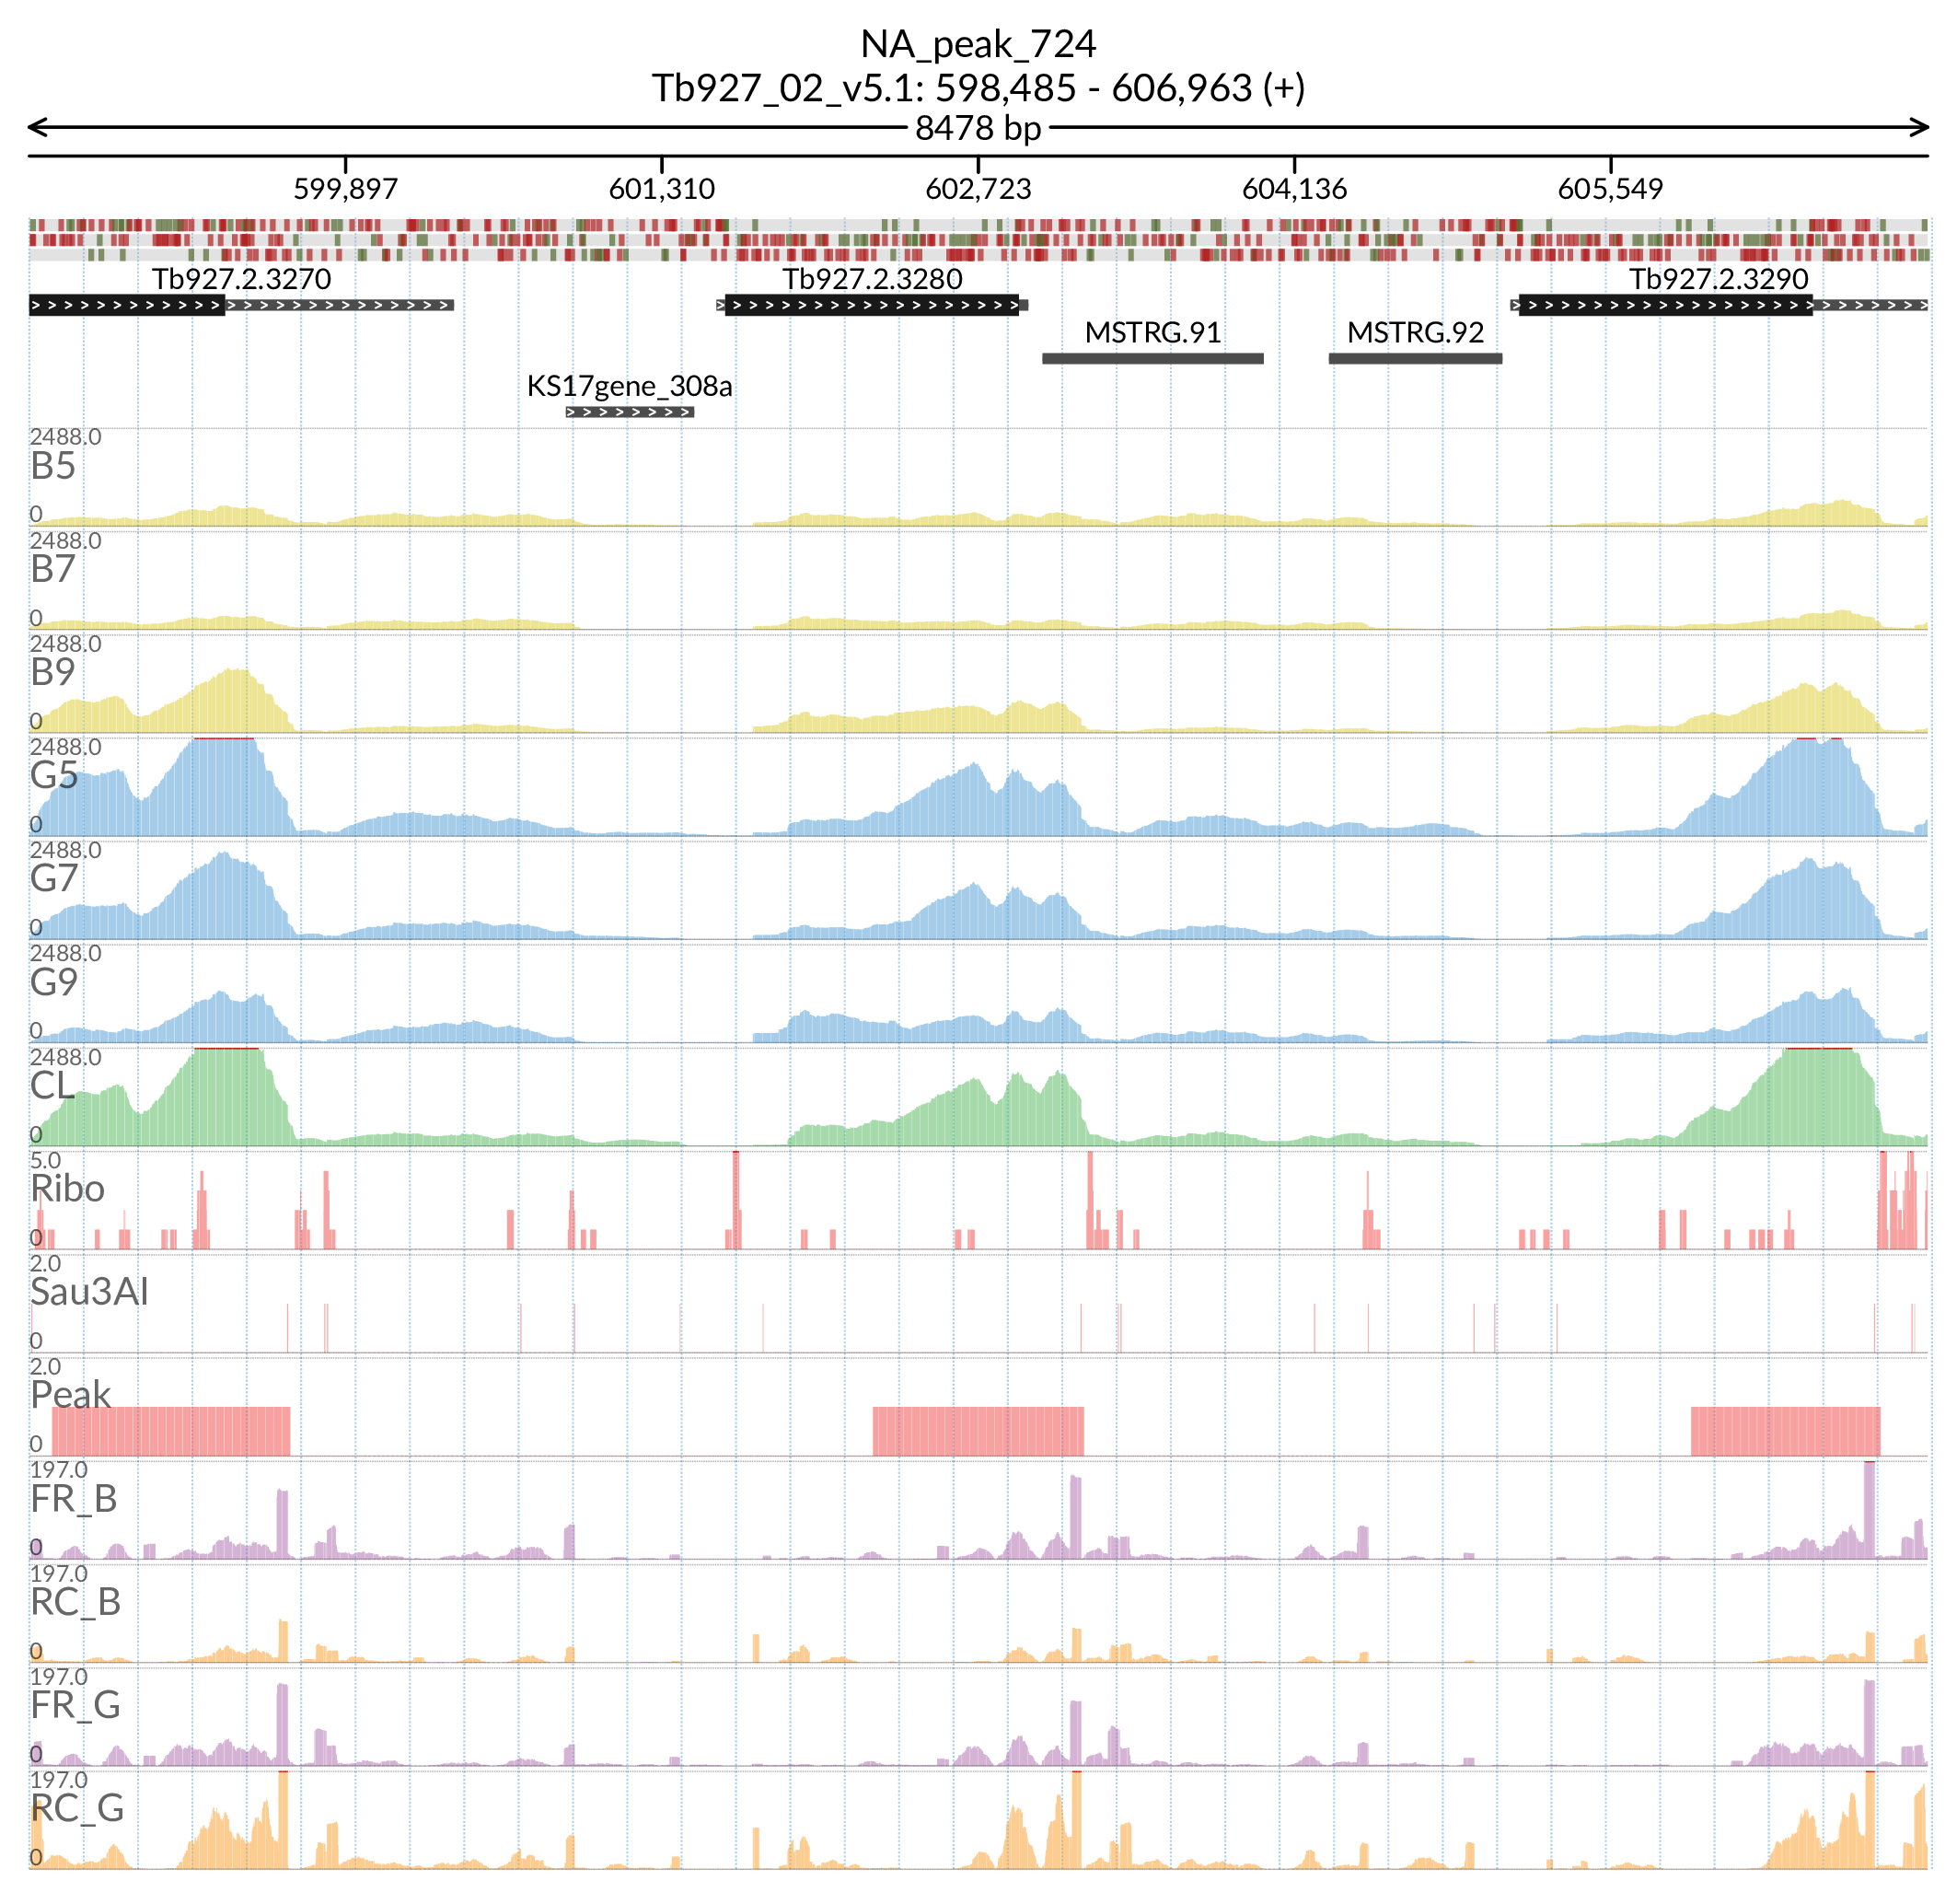 NA_peak_724
Tb927_02_v5.1: 598,485 - 606,963 (+)
8478 bp
599,897 601,310 602,723 604,136 605,549
Tb927.2.3270 Tb927.2.3280 Tb927.2.3290
MSTRG.91 MSTRG.92
KS17gene_308a
2488.0
B5
0
2488.0
B7
0
2488.0
B9
0
2488.0
G5
0
2488.0
G7
0
2488.0
G9
0
2488.0
CL
0
5.0
Ribo
0
2.0
Sau3AI
0
2.0
Peak
0
197.0
FR_B
0
197.0
RC_B
0
197.0
FR_G
0
197.0
RC_G
0